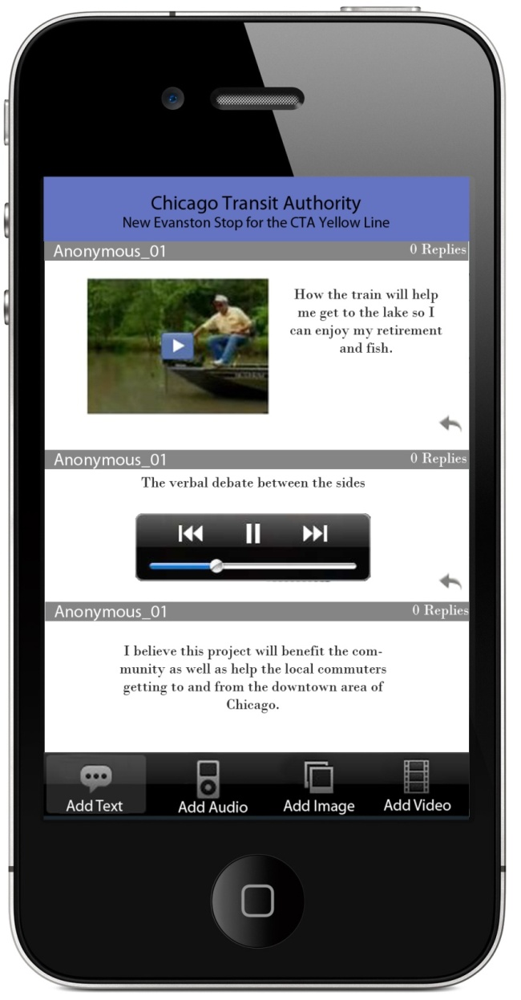 Chicago Transit Authority
New Evanston Stop for the CTA Yellow Line
Anonymous_01 0 Replies
How the train will help
me get to the lake so I
can enjoy my retirement
and fish.
Anonymous_01 0 Replies
The verbal debate between the sides
Anonymous_01 0 Replies
I believe this project will benefit the com-
munity as well as help the local commuters
getting to and from the downtown area of
Chicago.
Add Text Add Audio Add Image Add Video